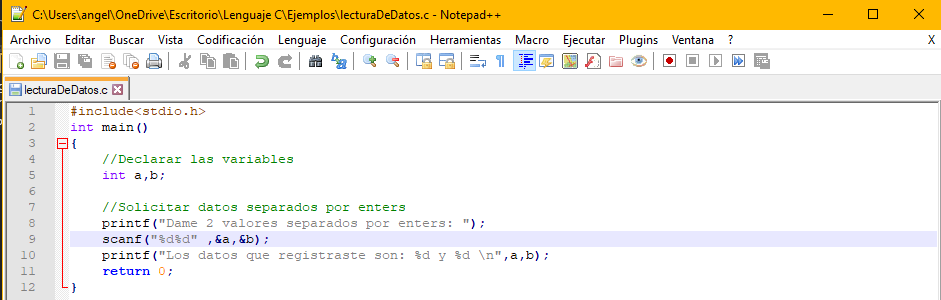 C:\Users\angel\OneDrive\Escritorio\Lenguaje C\Ejemplos\lecturaDeDatos.c - Notepad++
Archivo Editar Buscar Vista Codificación Lenguaje Configuración Herramientas Macro Ejecutar Plugins Ventana ? X
lecturaDeDatos.c
1 #include<stdio.h>
2 int main()
3 {
4 //Declarar las variables
5 int a,b;
6
7 //Solicitar datos separados por enters
8 printf("Dame 2 valores separados por enters: ");
9 scanf("%d%d" ,&a,&b);
10 printf("Los datos que registraste son: %d y %d \n",a,b);
11 return 0;
12 }